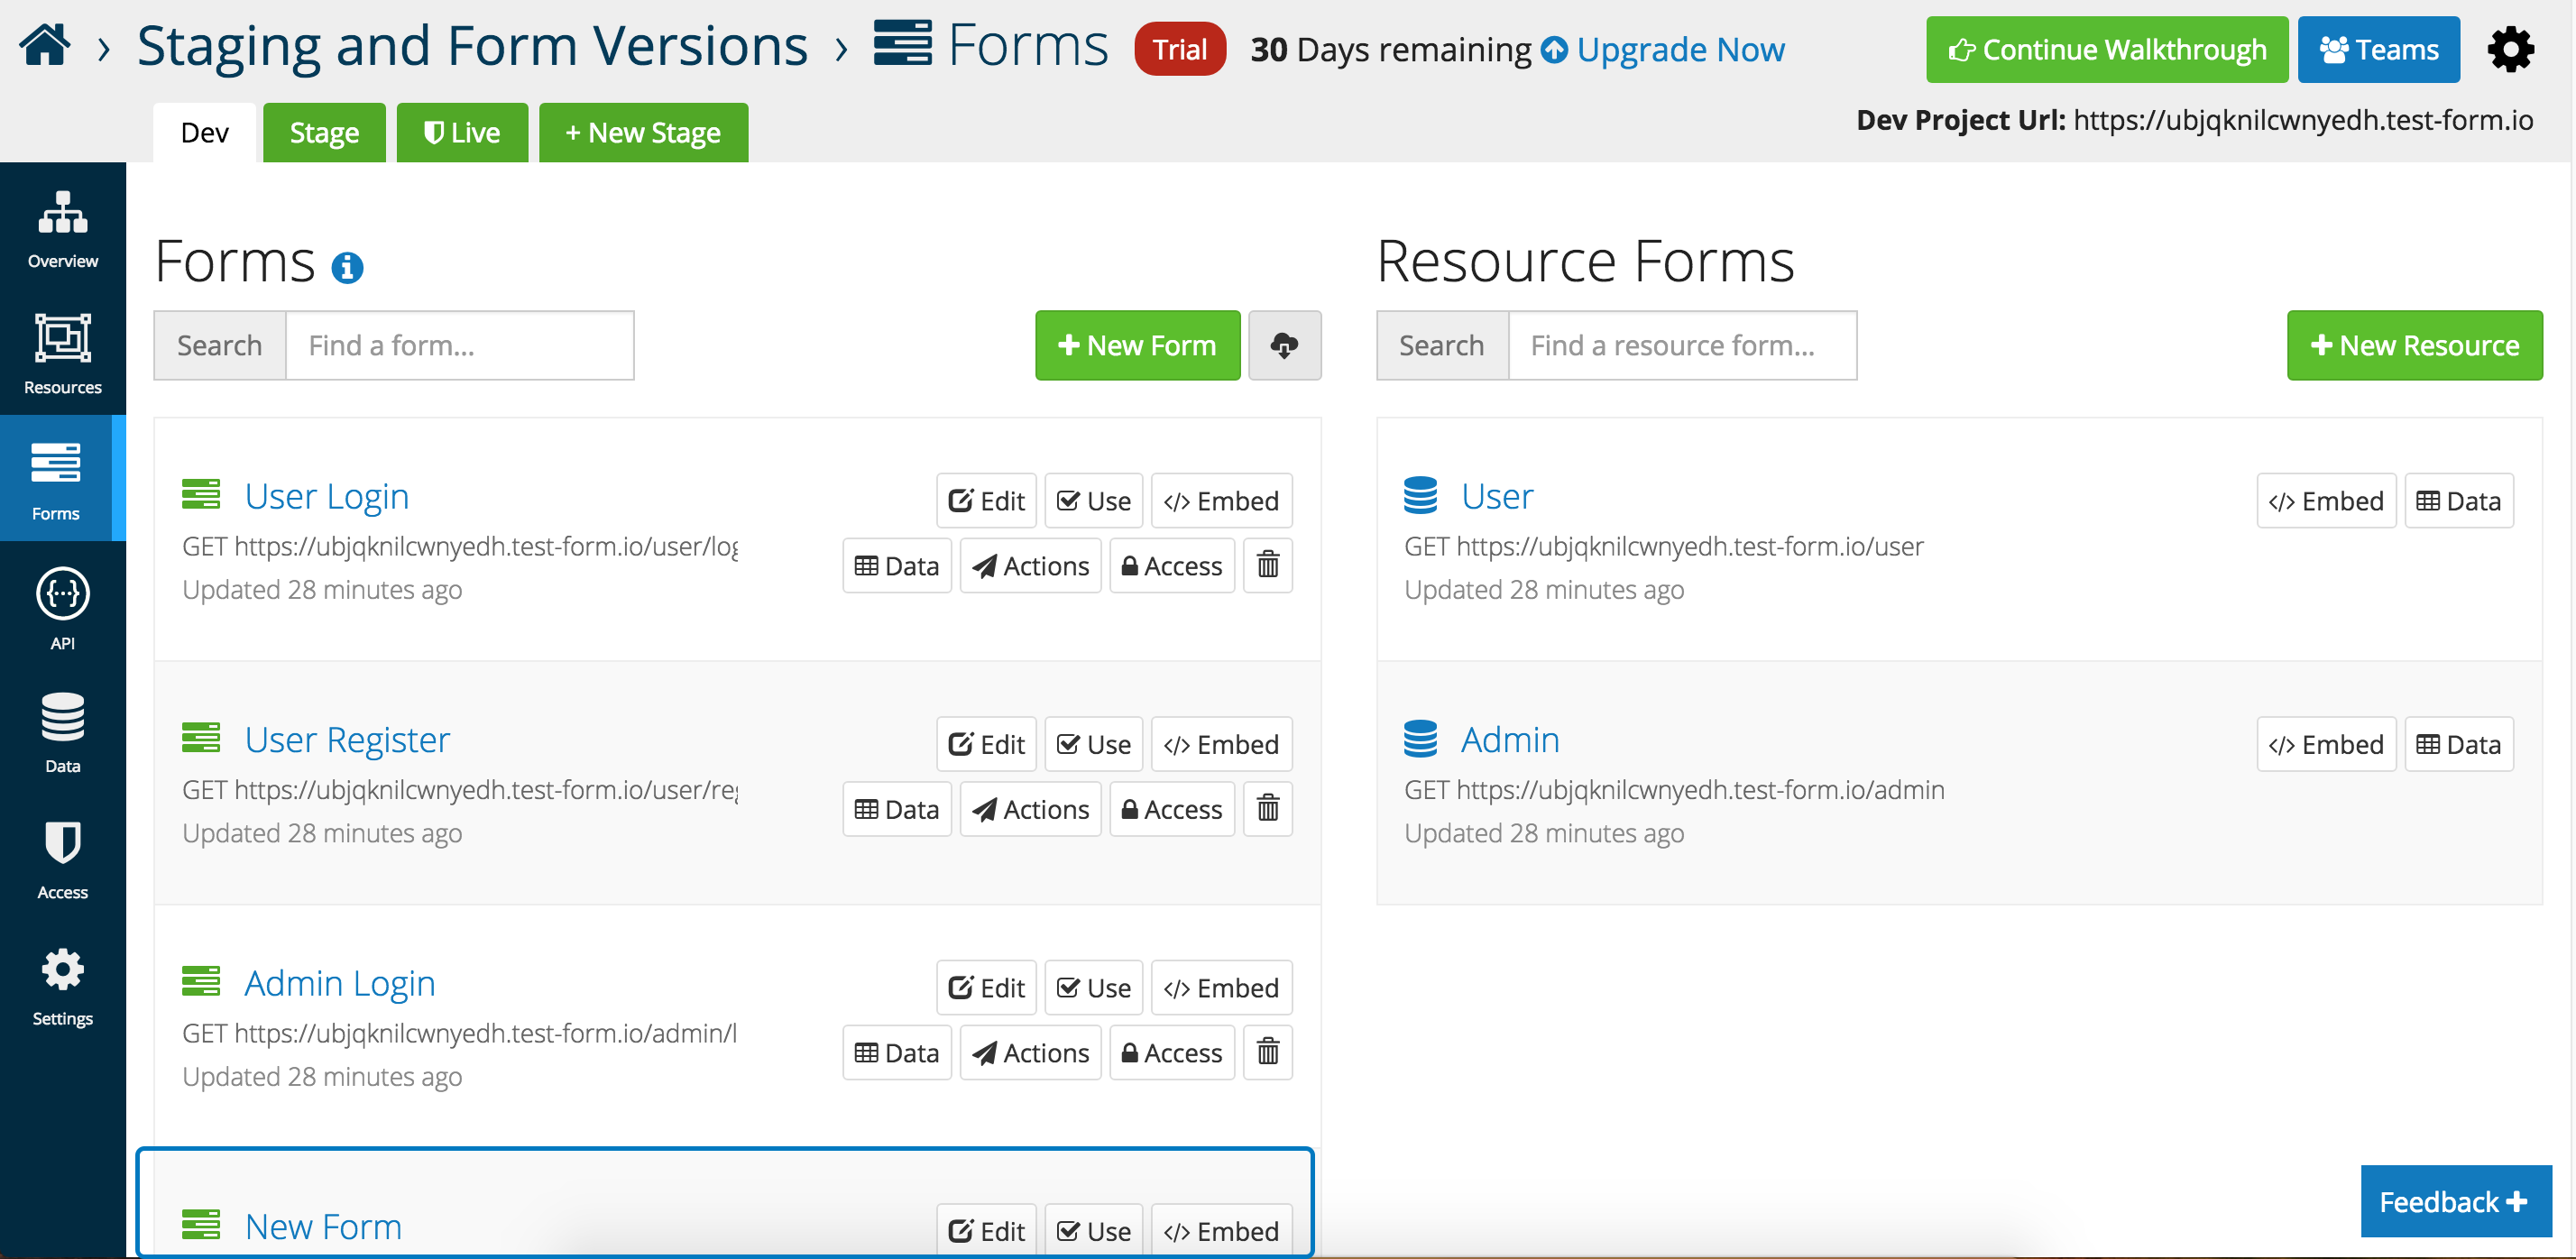 › Staging and Form Versions › Forms Trial 30 Days remaining Upgrade Now Continue Walkthrough Teams
Dev Stage Live + New Stage
Dev Project Url: https://ubjqknilcwnyedh.test-form.io
Overview
Resources
Forms
API
Data
Access
Settings
Forms
Search Find a form...
New Form
User Login
Edit Use </> Embed
GET https://ubjqknilcwnyedh.test-form.io/user/log
Data Actions Access
Updated 28 minutes ago
User Register
Edit Use </> Embed
GET https://ubjqknilcwnyedh.test-form.io/user/reg
Data Actions Access
Updated 28 minutes ago
Admin Login
Edit Use </> Embed
GET https://ubjqknilcwnyedh.test-form.io/admin/l
Data Actions Access
Updated 28 minutes ago
New Form
Edit Use </> Embed
Resource Forms
Search Find a resource form...
New Resource
User
</> Embed Data
GET https://ubjqknilcwnyedh.test-form.io/user
Updated 28 minutes ago
Admin
</> Embed Data
GET https://ubjqknilcwnyedh.test-form.io/admin
Updated 28 minutes ago
Feedback +